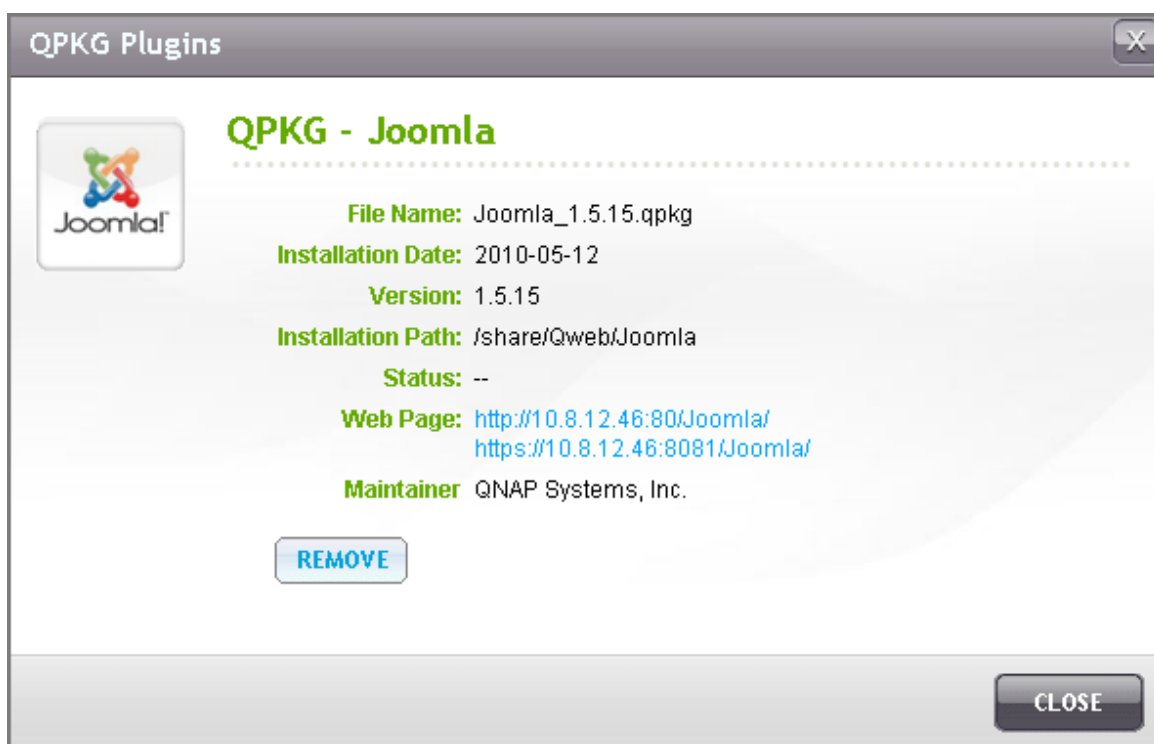 QPKG Plugins
X
QPKG - Joomla
Joomla!
File Name: Joomla_1.5.15.qpkg
Installation Date: 2010-05-12
Version: 1.5.15
Installation Path: /share/Qweb/Joomla
Status: --
Web Page: http://10.8.12.46:80/Joomla/
https://10.8.12.46:8081/Joomla/
Maintainer QNAP Systems, Inc.
REMOVE
CLOSE